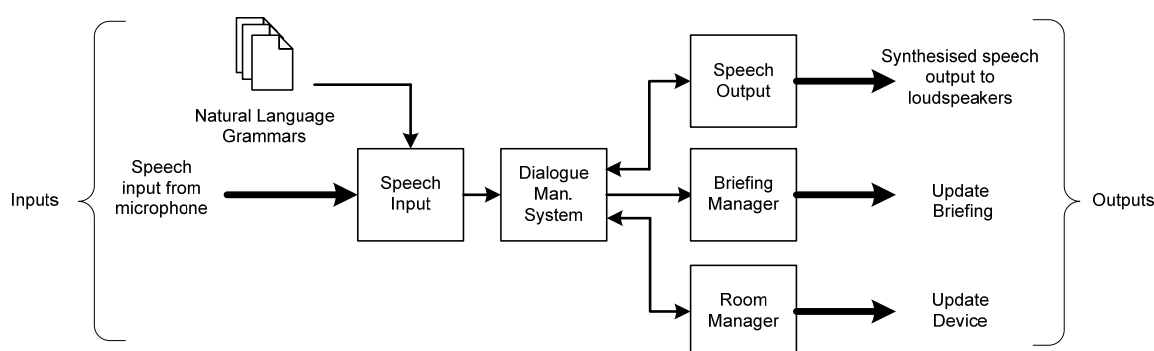 Inputs
Natural Language
Grammars
Speech
input from
microphone
Speech
Input
Dialogue
Man.
System
Speech
Output
Briefing
Manager
Room
Manager
Synthesised speech
output to
loudspeakers
Update
Briefing
Update
Device
Outputs